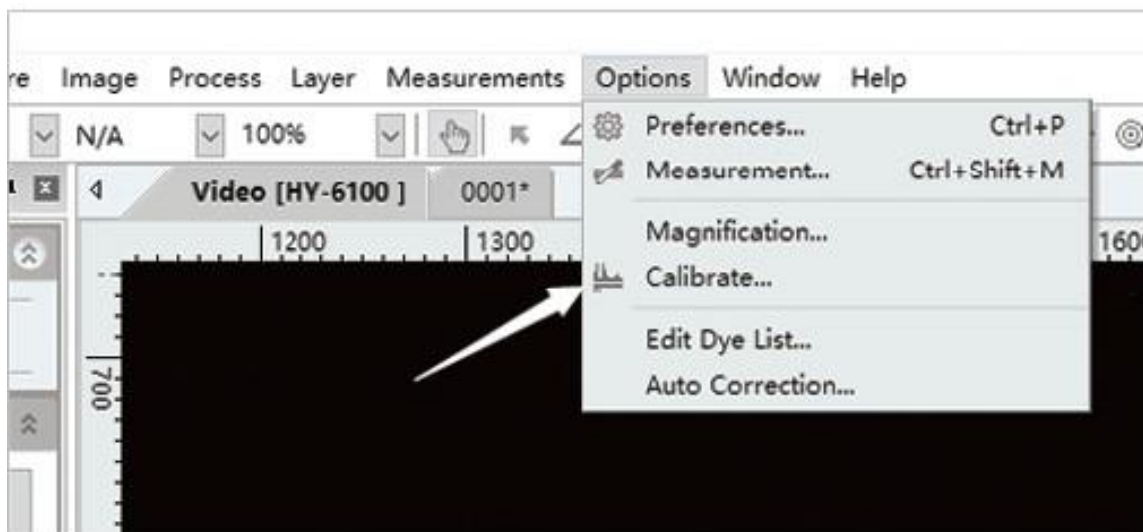 re Image Process Layer Measurements Options Window Help
N/A 100%
Preferences... Ctrl+P
Measurement... Ctrl+Shift+M
Video [HY-6100 ] 0001*
Magnification...
1200 1300 1600
Calibrate...
Edit Dye List...
Auto Correction...
700